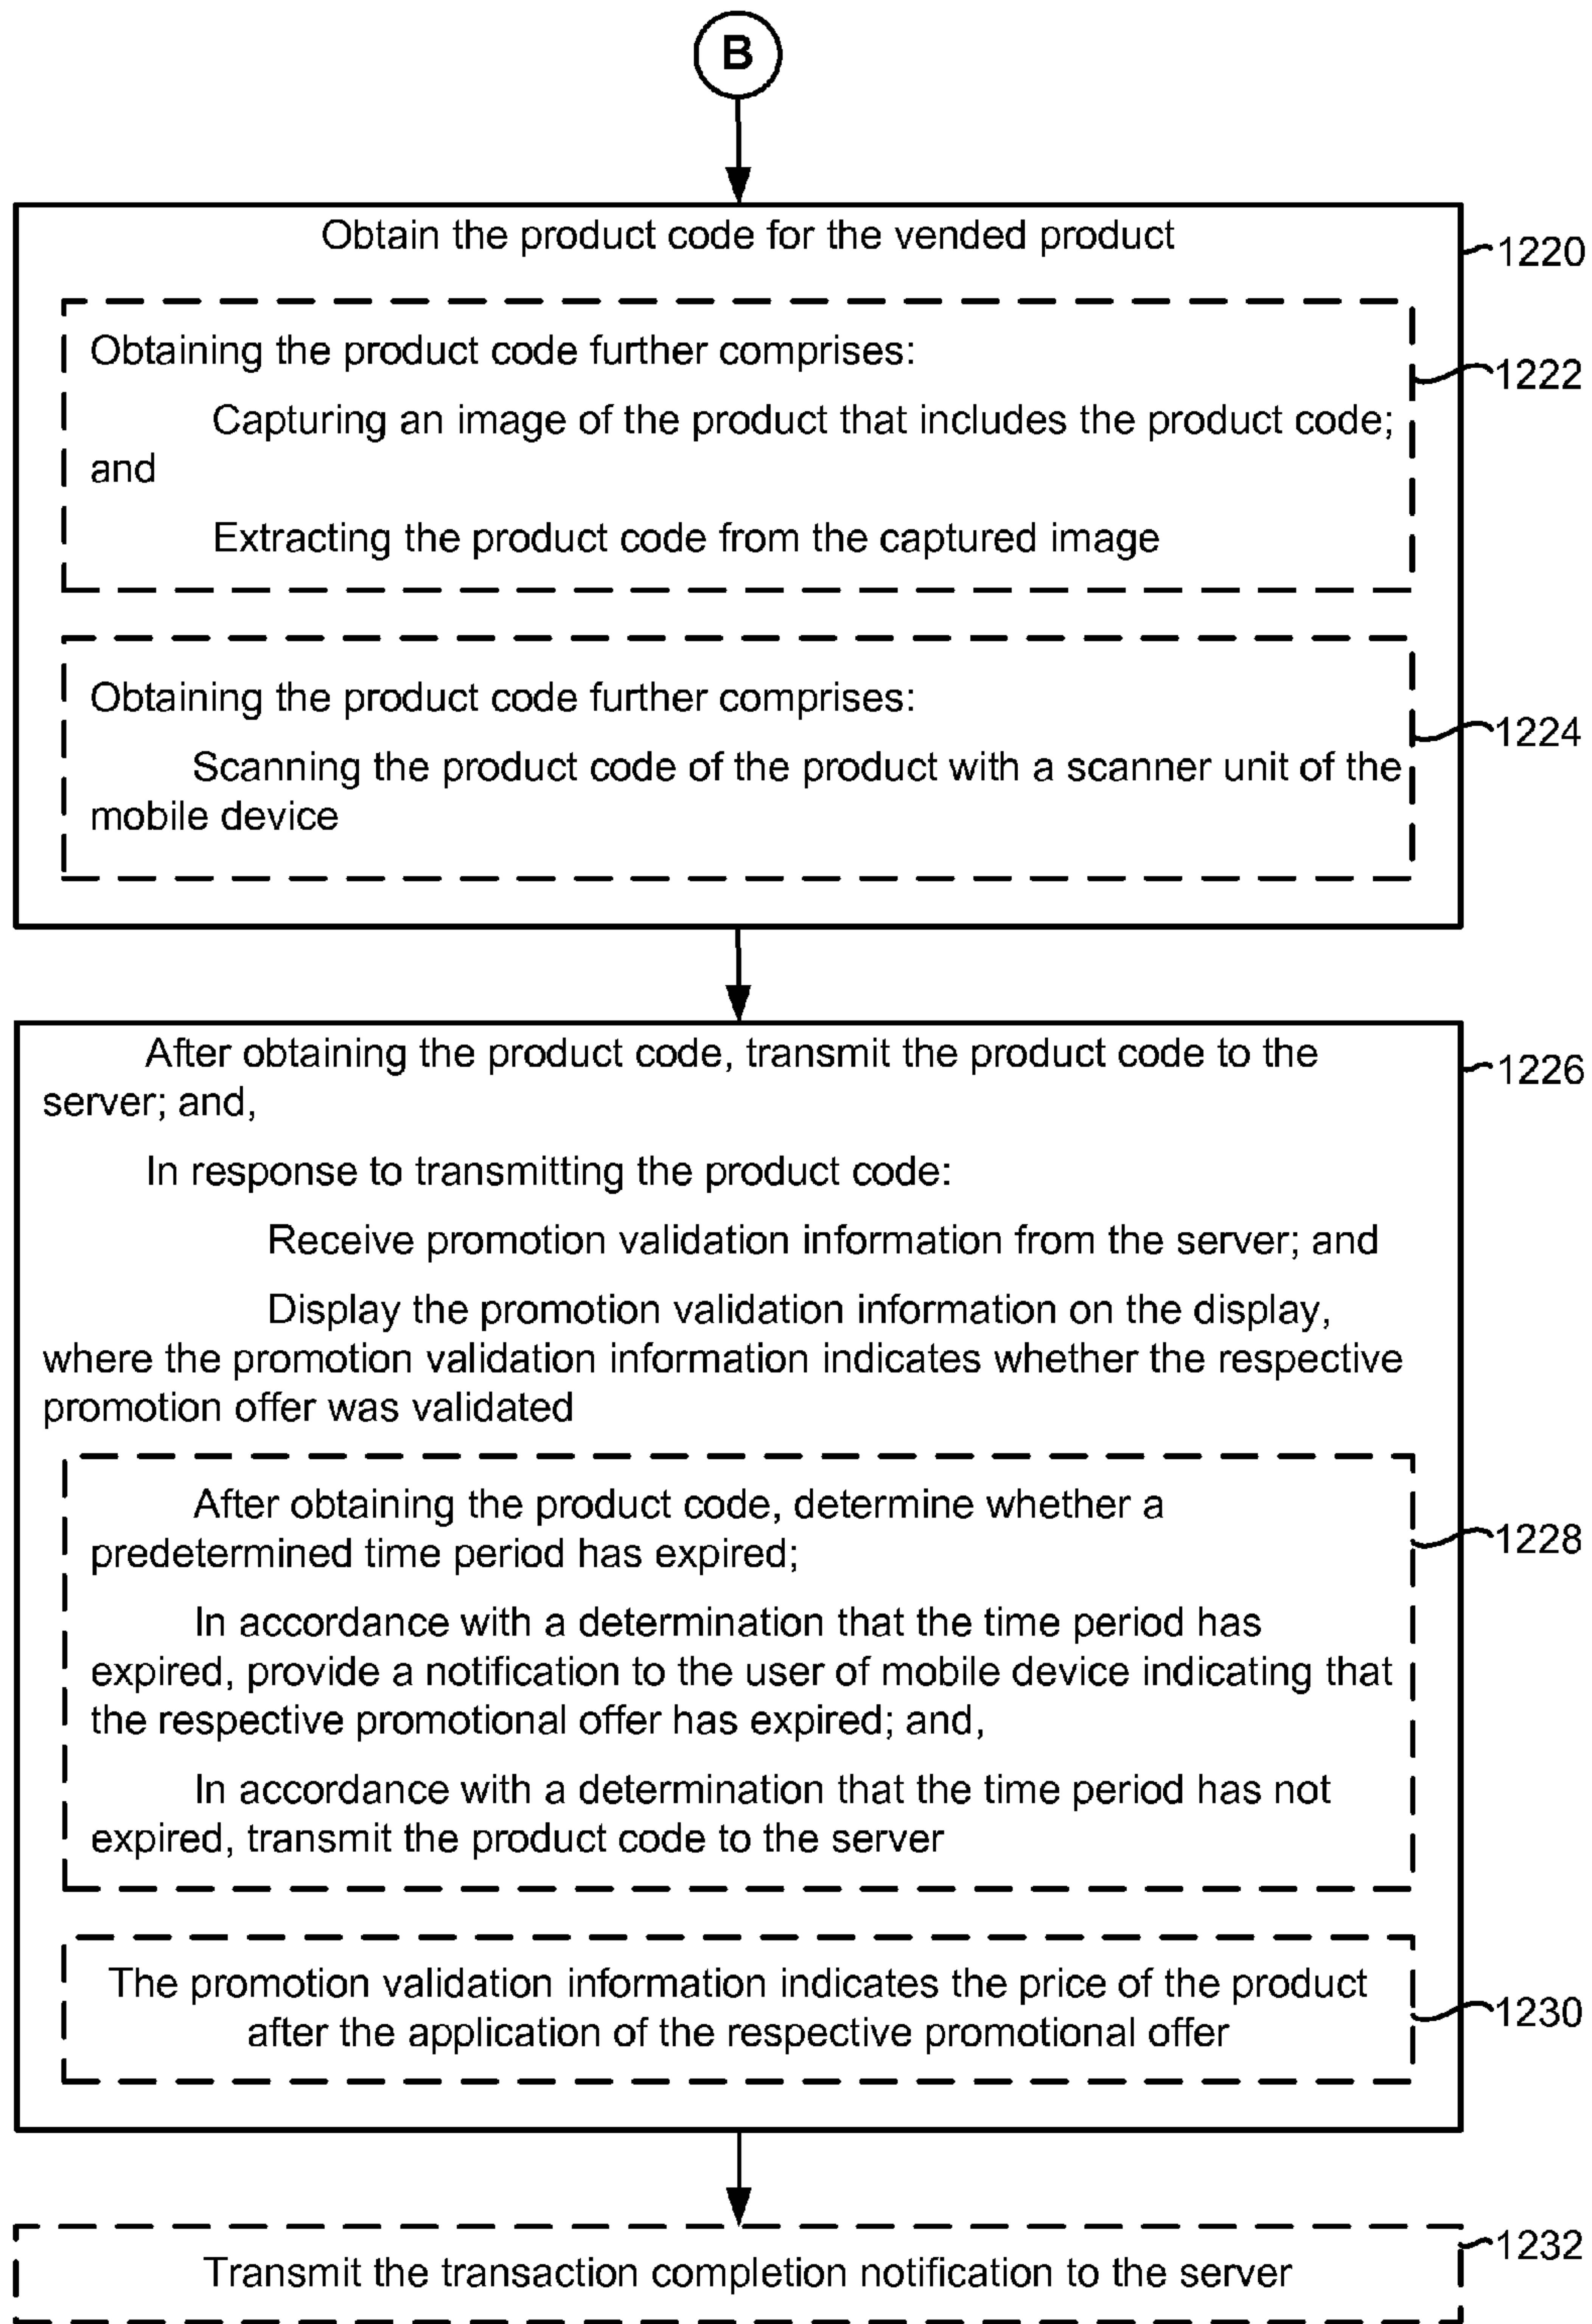 B
Obtain the product code for the vended product
1220
Obtaining the product code further comprises:
1222
Capturing an image of the product that includes the product code;
and
Extracting the product code from the captured image
Obtaining the product code further comprises:
1224
Scanning the product code of the product with a scanner unit of the
mobile device
After obtaining the product code, transmit the product code to the
1226
server; and,
In response to transmitting the product code:
Receive promotion validation information from the server; and
Display the promotion validation information on the display,
where the promotion validation information indicates whether the respective
promotion offer was validated
After obtaining the product code, determine whether a
1228
predetermined time period has expired;
In accordance with a determination that the time period has
expired, provide a notification to the user of mobile device indicating that
the respective promotional offer has expired; and,
In accordance with a determination that the time period has not
expired, transmit the product code to the server
The promotion validation information indicates the price of the product
1230
after the application of the respective promotional offer
1232
Transmit the transaction completion notification to the server